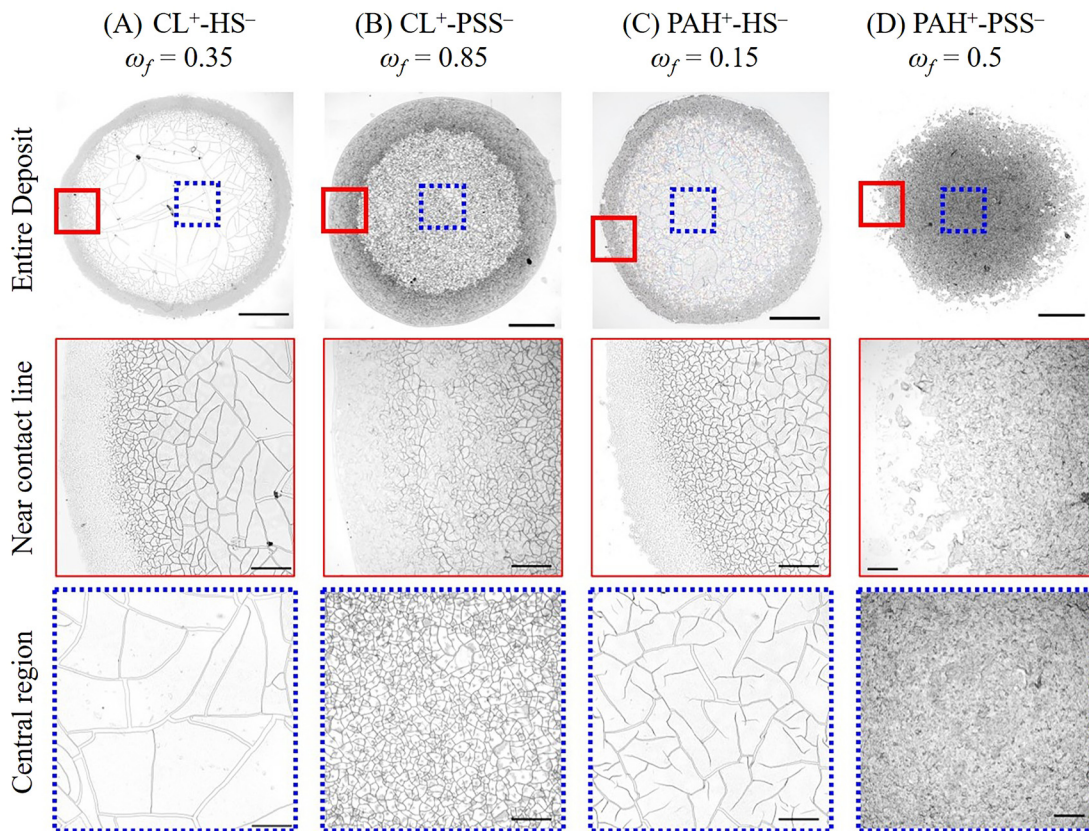 (A) CL⁺-HS⁻
ω_f = 0.35
(B) CL⁺-PSS⁻
ω_f = 0.85
(C) PAH⁺-HS⁻
ω_f = 0.15
(D) PAH⁺-PSS⁻
ω_f = 0.5
Entire Deposit
Near contact line
Central region